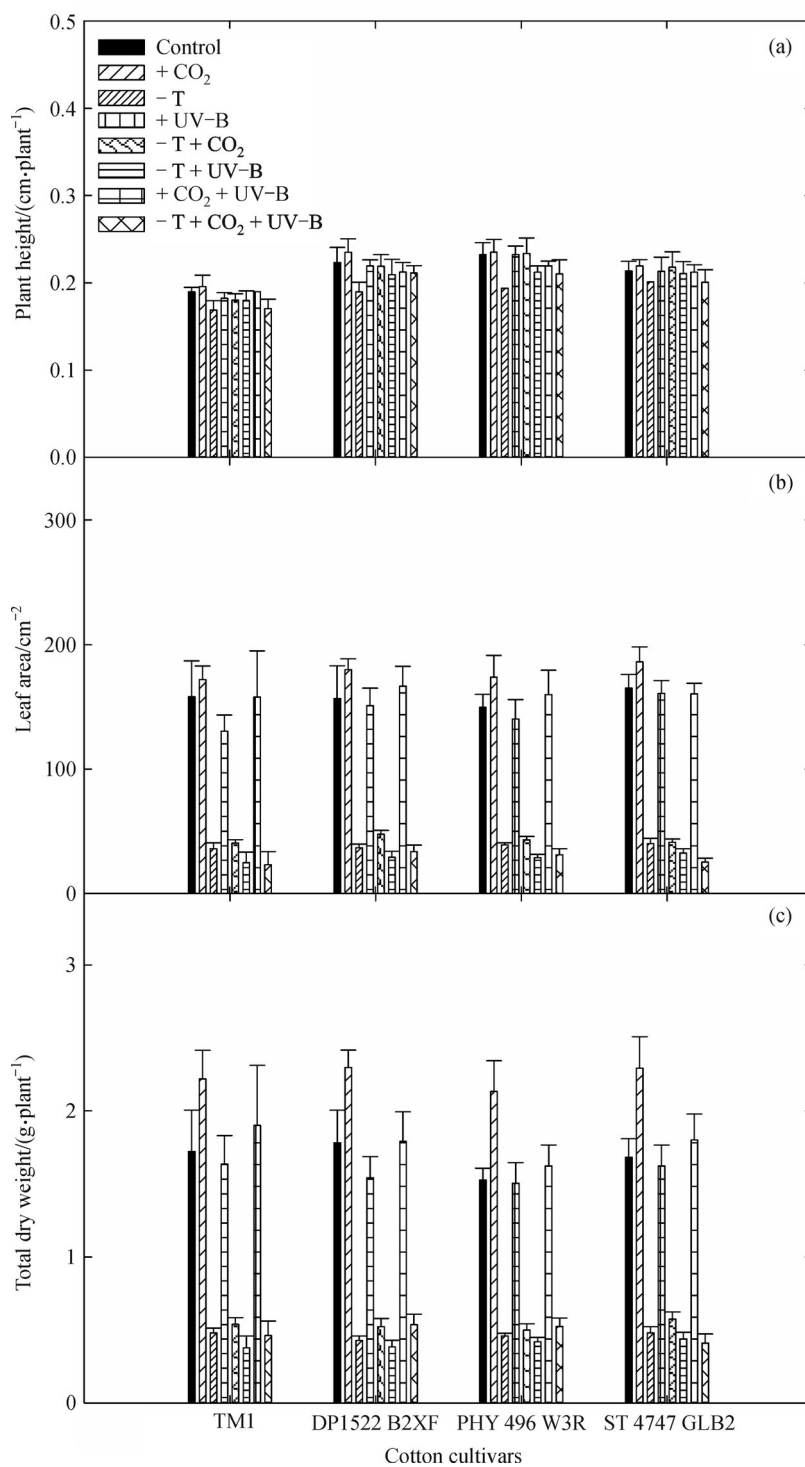 (a)
Control
+ CO₂
− T
+ UV−B
− T + CO₂
− T + UV−B
+ CO₂ + UV−B
− T + CO₂ + UV−B
0.5
0.4
0.3
0.2
0.1
0.0
Plant height/(cm·plant⁻¹)
(b)
300
200
100
0
Leaf area/cm⁻²
(c)
3
2
1
0
Total dry weight/(g·plant⁻¹)
TM1 DP1522 B2XF PHY 496 W3R ST 4747 GLB2
Cotton cultivars